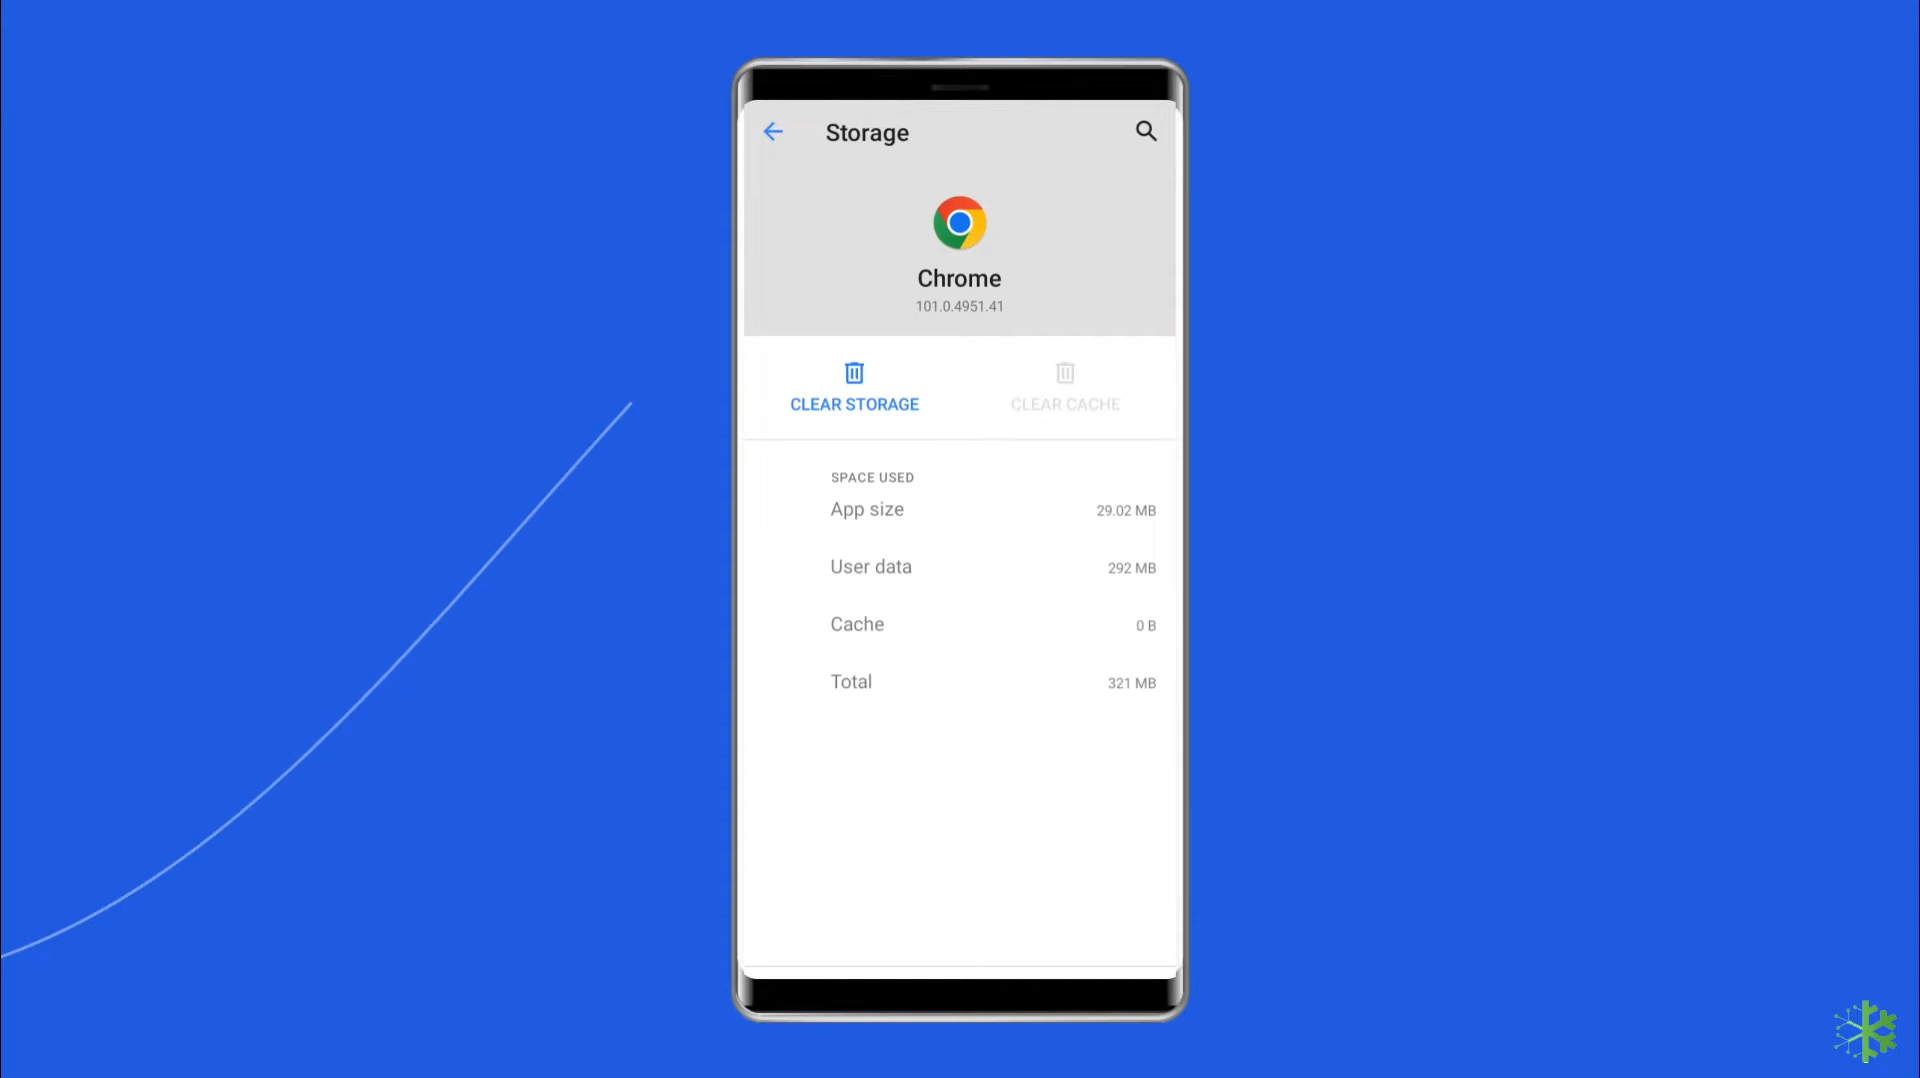 Storage
Chrome
101.0.4951.41
CLEAR STORAGE CLEAR CACHE
SPACE USED
App size 29.02 MB
User data 292 MB
Cache 0 B
Total 321 MB